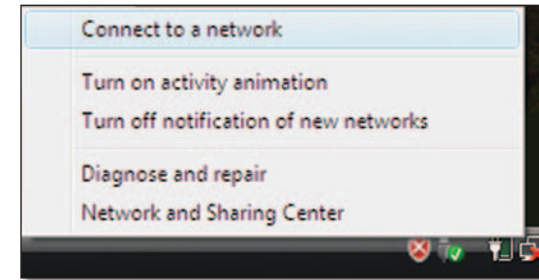 Connect to a network
Turn on activity animation
Turn off notification of new networks
Diagnose and repair
Network and Sharing Center